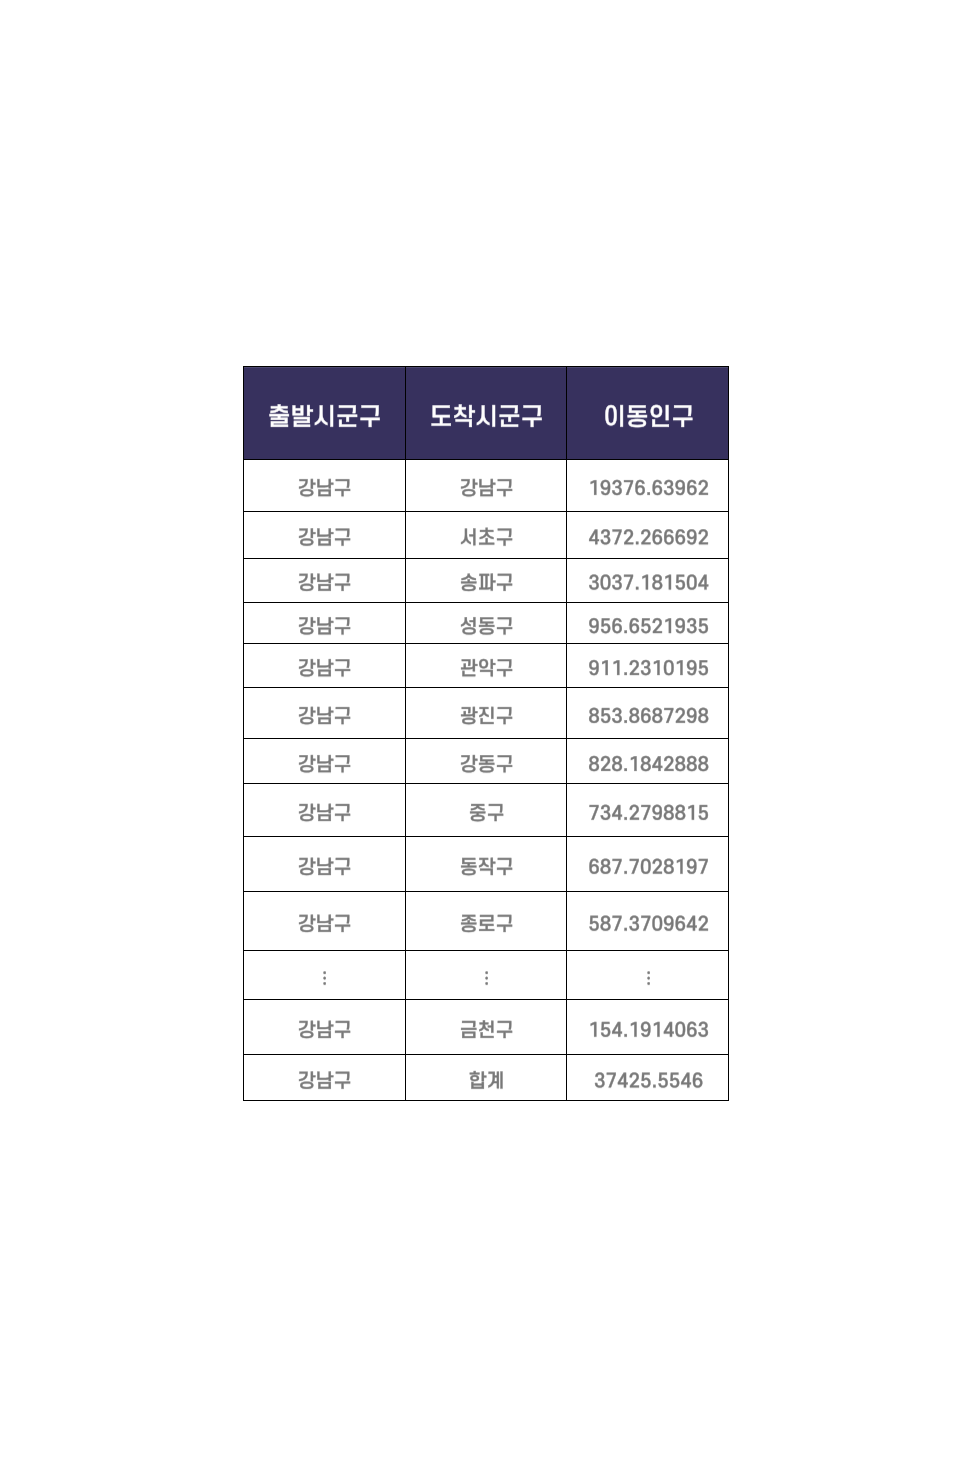 출발시군구 도착시군구 이동인구
강남구 강남구 19376.63962
강남구 서초구 4372.266692
강남구 송파구 3037.181504
강남구 성동구 956.6521935
강남구 관악구 911.2310195
강남구 광진구 853.8687298
강남구 강동구 828.1842888
강남구 중구 734.2798815
강남구 동작구 687.7028197
강남구 종로구 587.3709642
⋮ ⋮ ⋮
강남구 금천구 154.1914063
강남구 합계 37425.5546